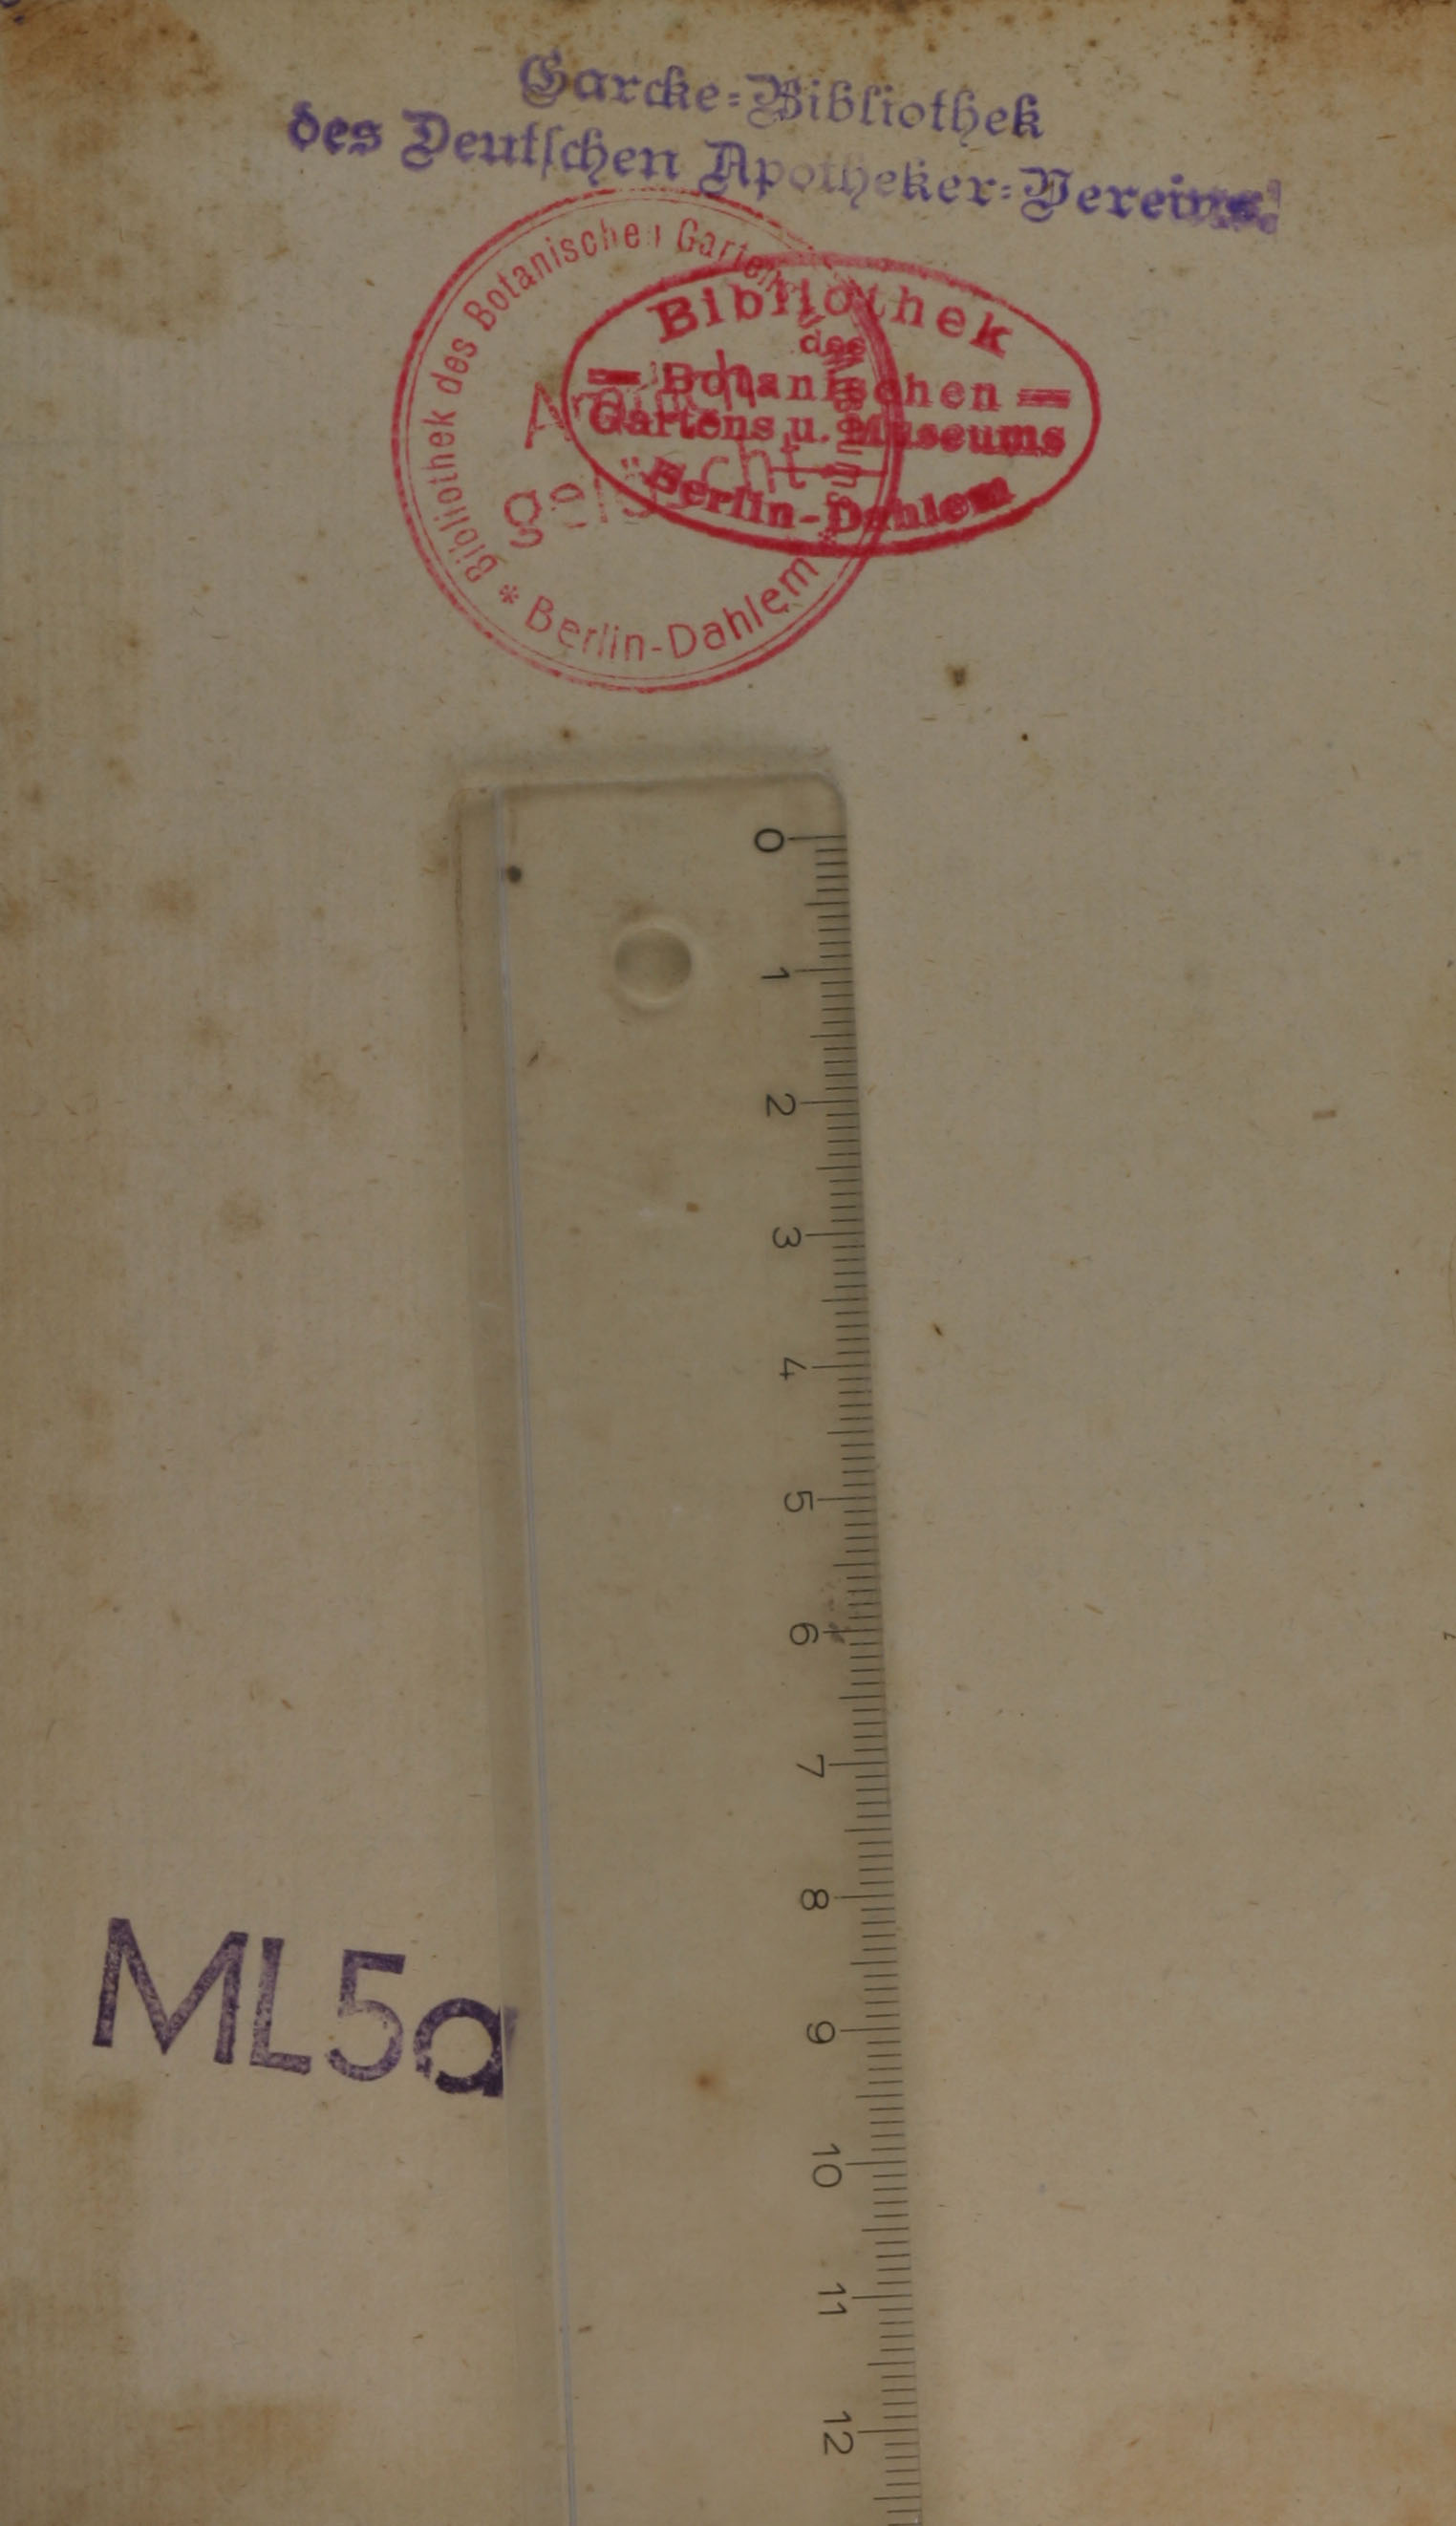 Garcke=Bibliothek
des Deutschen Apotheker=Vereins.
Bibliothek des Botanischen Gartens
* Berlin-Dahlem
gelöscht
Bibliothek
des
Botanischen
Gartens u. Museums
Berlin-Dahlem
0
1
2
3
4
5
6
7
8
9
10
11
12
ML5a